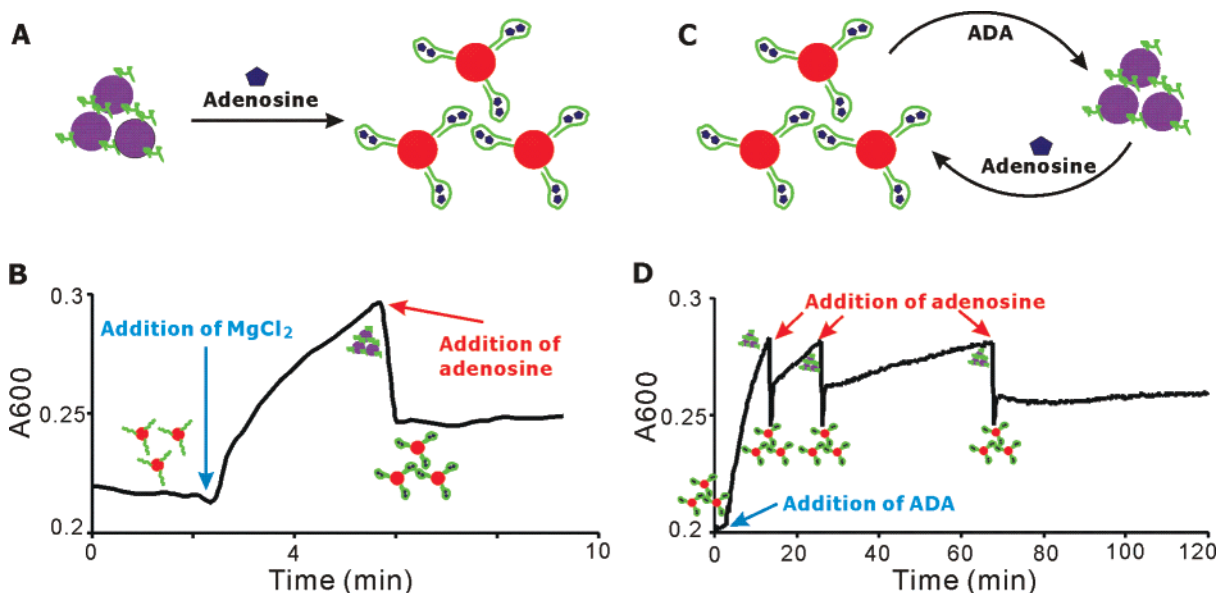 A
Adenosine
B
0.3
0.25
0.2
A600
Addition of MgCl₂
Addition of
adenosine
0
4
10
Time (min)
C
ADA
Adenosine
D
0.3
0.25
0.2
A600
Addition of adenosine
Addition of ADA
0
20
40
60
80
100
120
Time (min)